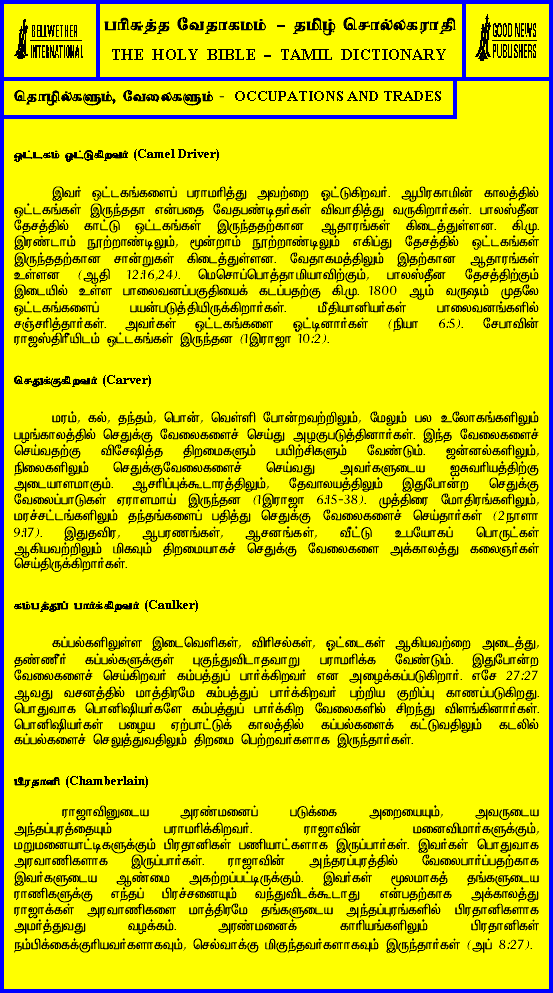 BELLWETHER
INTERNATIONAL
பரிசுத்த வேதாகமம் – தமிழ் சொல்லகராதி
THE HOLY BIBLE – TAMIL DICTIONARY
GOOD NEWS
PUBLISHERS
தொழில்களும், வேலைகளும் - OCCUPATIONS AND TRADES
ஒட்டகம் ஓட்டுகிறவர் (Camel Driver)
இவர் ஒட்டகங்களைப் பராமரித்து அவற்றை ஓட்டுகிறவர். ஆபிரகாமின் காலத்தில்
ஒட்டகங்கள் இருந்ததா என்பதை வேதபண்டிதர்கள் விவாதித்து வருகிறார்கள். பாலஸ்தீன
தேசத்தில் காட்டு ஒட்டகங்கள் இருந்ததற்கான ஆதாரங்கள் கிடைத்துள்ளன. கி.மு.
இரண்டாம் நூற்றாண்டிலும், மூன்றாம் நூற்றாண்டிலும் எகிப்து தேசத்தில் ஒட்டகங்கள்
இருந்ததற்கான சான்றுகள் கிடைத்துள்ளன. வேதாகமத்திலும் இதற்கான ஆதாரங்கள்
உள்ளன (ஆதி 12:16,24). மெசொப்பொத்தாமியாவிற்கும், பாலஸ்தீன தேசத்திற்கும்
இடையில் உள்ள பாலைவனப்பகுதியைக் கடப்பதற்கு கி.மு. 1800 ஆம் வருஷம் முதலே
ஒட்டகங்களைப் பயன்படுத்தியிருக்கிறார்கள். மீதியானியர்கள் பாலைவனங்களில்
சஞ்சரித்தார்கள். அவர்கள் ஒட்டகங்களை ஓட்டினார்கள் (நியா 6:5). சேபாவின்
ராஜஸ்திரீயிடம் ஒட்டகங்கள் இருந்தன (1இராஜா 10:2).
செதுக்குகிறவர் (Carver)
மரம், கல், தந்தம், பொன், வெள்ளி போன்றவற்றிலும், மேலும் பல உலோகங்களிலும்
பழங்காலத்தில் செதுக்கு வேலைகளைச் செய்து அழகுபடுத்தினார்கள். இந்த வேலைகளைச்
செய்வதற்கு விசேஷித்த திறமைகளும் பயிற்சிகளும் வேண்டும். ஜன்னல்களிலும்,
நிலைகளிலும் செதுக்குவேலைகளைச் செய்வது அவர்களுடைய ஐசுவரியத்திற்கு
அடையாளமாகும். ஆசரிப்புக்கூடாரத்திலும், தேவாலயத்திலும் இதுபோன்ற செதுக்கு
வேலைப்பாடுகள் ஏராளமாய் இருந்தன (1இராஜா 6:15-38). முத்திரை மோதிரங்களிலும்,
மரச்சட்டங்களிலும் தந்தங்களைப் பதித்து செதுக்கு வேலைகளைச் செய்தார்கள் (2நாளா
9:17). இதுதவிர, ஆபரணங்கள், ஆசனங்கள், வீட்டு உபயோகப் பொருட்கள்
ஆகியவற்றிலும் மிகவும் திறமையாகச் செதுக்கு வேலைகளை அக்காலத்து கலைஞர்கள்
செய்திருக்கிறார்கள்.
கம்பத்துப் பார்க்கிறவர் (Caulker)
கப்பல்களிலுள்ள இடைவெளிகள், விரிசல்கள், ஓட்டைகள் ஆகியவற்றை அடைத்து,
தண்ணீர் கப்பல்களுக்குள் புகுந்துவிடாதவாறு பராமரிக்க வேண்டும். இதுபோன்ற
வேலைகளைச் செய்கிறவர் கம்பத்துப் பார்க்கிறவர் என அழைக்கப்படுகிறார். எசே 27:27
ஆவது வசனத்தில் மாத்திரமே கம்பத்துப் பார்க்கிறவர் பற்றிய குறிப்பு காணப்படுகிறது.
பொதுவாக பொனிஷியர்களே கம்பத்துப் பார்க்கிற வேலைகளில் சிறந்து விளங்கினார்கள்.
பொனிஷியர்கள் பழைய ஏற்பாட்டுக் காலத்தில் கப்பல்களைக் கட்டுவதிலும் கடலில்
கப்பல்களைச் செலுத்துவதிலும் திறமை பெற்றவர்களாக இருந்தார்கள்.
பிரதானி (Chamberlain)
ராஜாவினுடைய அரண்மனைப் படுக்கை அறையையும், அவருடைய
அந்தப்புரத்தையும் பராமரிக்கிறவர். ராஜாவின் மனைவிமார்களுக்கும்,
மறுமனையாட்டிகளுக்கும் பிரதானிகள் பணியாட்களாக இருப்பார்கள். இவர்கள் பொதுவாக
அரவாணிகளாக இருப்பார்கள். ராஜாவின் அந்தரப்புரத்தில் வேலைபார்ப்பதற்காக
இவர்களுடைய ஆண்மை அகற்றப்பட்டிருக்கும். இவர்கள் மூலமாகத் தங்களுடைய
ராணிகளுக்கு எந்தப் பிரச்சனையும் வந்துவிடக்கூடாது என்பதற்காக அக்காலத்து
ராஜாக்கள் அரவாணிகளை மாத்திரமே தங்களுடைய அந்தப்புரங்களில் பிரதானிகளாக
அமர்த்துவது வழக்கம். அரண்மனைக் காரியங்களிலும் பிரதானிகள்
நம்பிக்கைக்குரியவர்களாகவும், செல்வாக்கு மிகுந்தவர்களாகவும் இருந்தார்கள் (அப் 8:27).